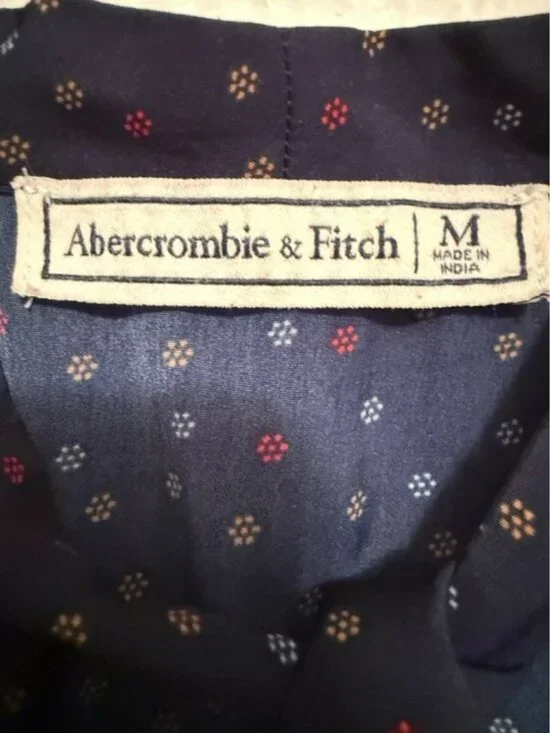 Abercrombie & Fitch
M
MADE IN
INDIA